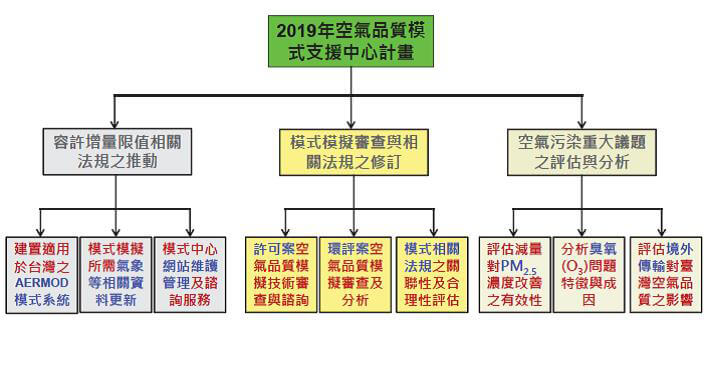 2019年空氣品質模
式支援中心計畫
容許增量限值相關
法規之推動
模式模擬審查與相
關法規之修訂
空氣污染重大議題
之評估與分析
建置適用
於台灣之
AERMOD
模式系統
模式模擬
所需氣象
等相關資
料更新
模式中心
網站維護
管理及諮
詢服務
許可案空
氣品質模
擬技術審
查與諮詢
環評案空
氣品質模
擬審查及
分析
模式相關
法規之關
聯性及合
理性評估
評估減量
對PM2.5
濃度改善
之有效性
分析臭氧
(O3)問題
特徵與成
因
評估境外
傳輸對臺
灣空氣品
質之影響